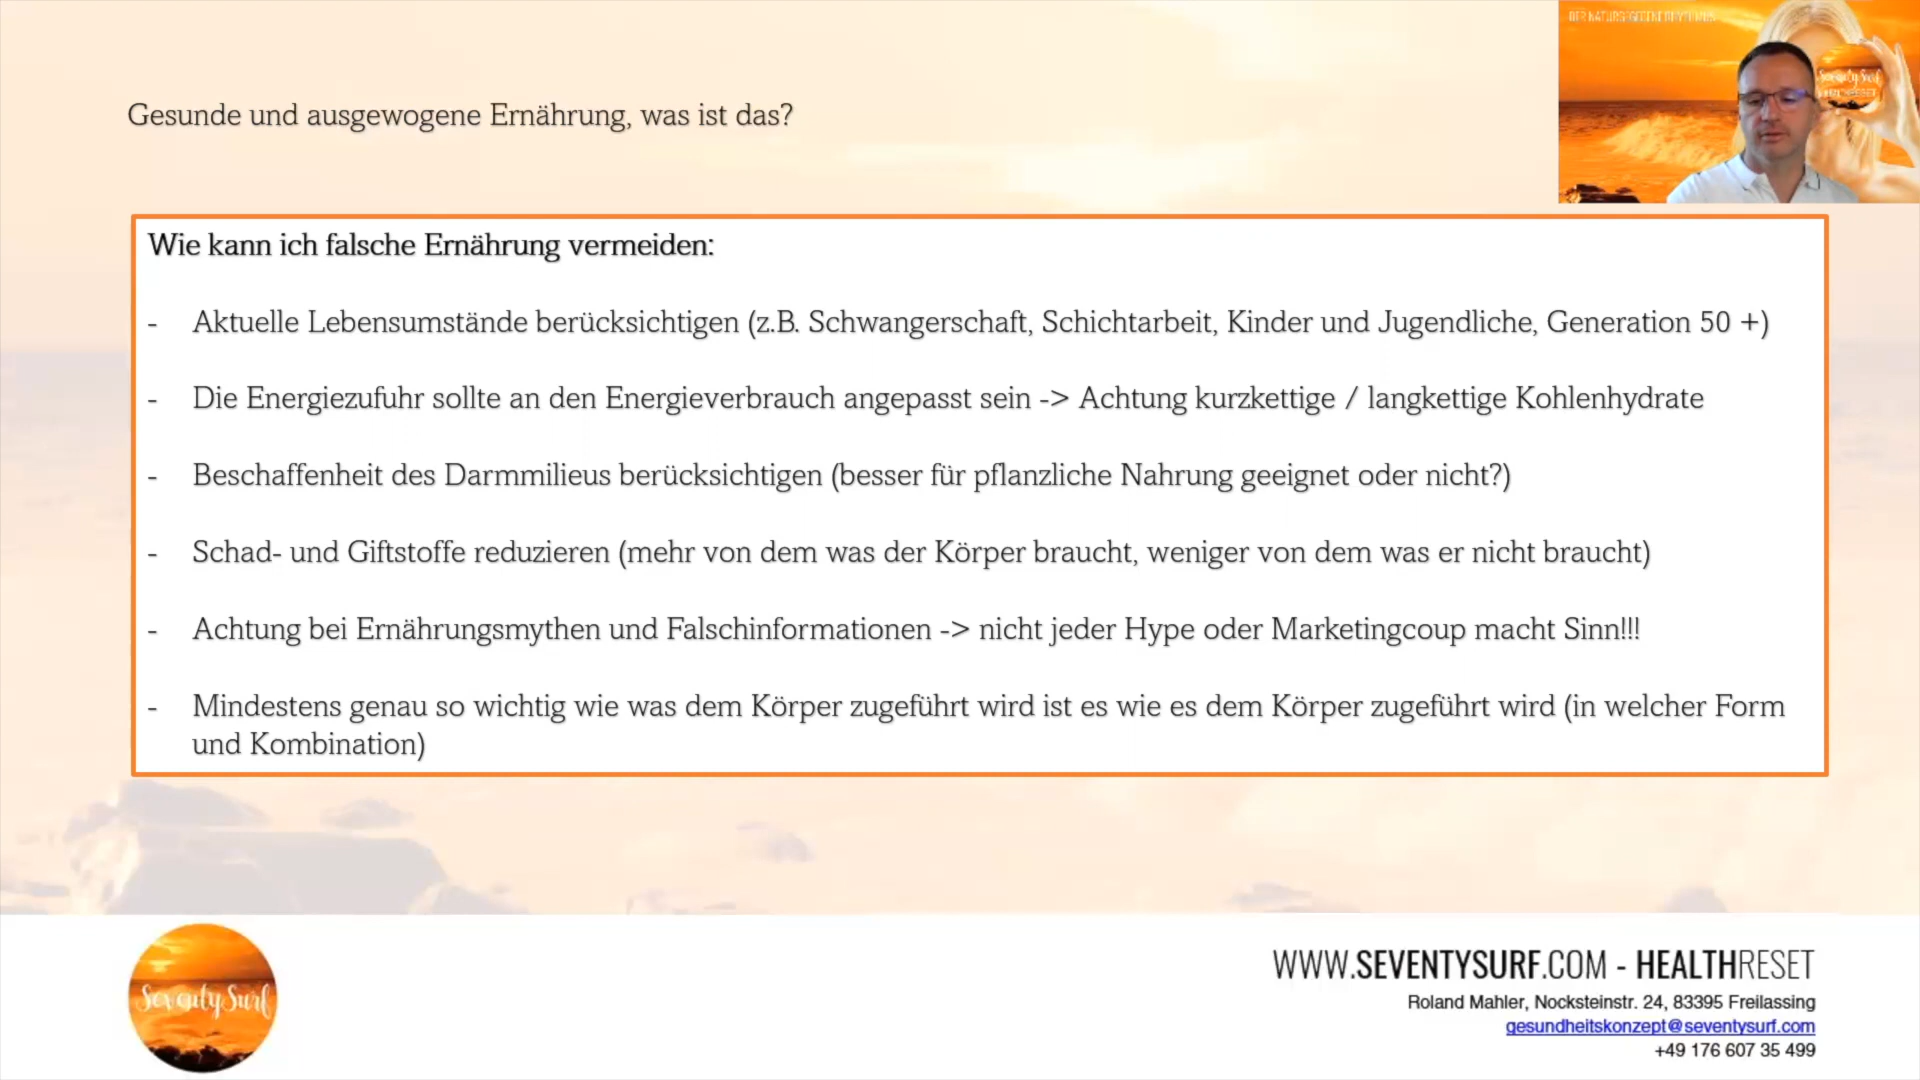 Gesunde und ausgewogene Ernährung, was ist das?
Wie kann ich falsche Ernährung vermeiden:
- Aktuelle Lebensumstände berücksichtigen (z.B. Schwangerschaft, Schichtarbeit, Kinder und Jugendliche, Generation 50 +)
- Die Energiezufuhr sollte an den Energieverbrauch angepasst sein -> Achtung kurzkettige / langkettige Kohlenhydrate
- Beschaffenheit des Darmmilieus berücksichtigen (besser für pflanzliche Nahrung geeignet oder nicht?)
- Schad- und Giftstoffe reduzieren (mehr von dem was der Körper braucht, weniger von dem was er nicht braucht)
- Achtung bei Ernährungsmythen und Falschinformationen -> nicht jeder Hype oder Marketingcoup macht Sinn!!!
- Mindestens genau so wichtig wie was dem Körper zugeführt wird ist es wie es dem Körper zugeführt wird (in welcher Form
und Kombination)
Seventy Surf
WWW.SEVENTYSURF.COM - HEALTHRESET
Roland Mahler, Nocksteinstr. 24, 83395 Freilassing
gesundheitskonzept@seventysurf.com
+49 176 607 35 499